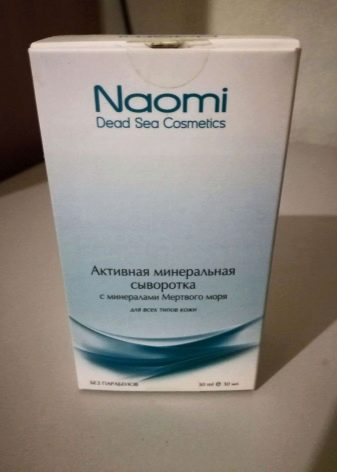 Naomi
Dead Sea Cosmetics
Активная минеральная
сыворотка
с минералами Мертвого моря
для всех типов кожи
БЕЗ ПАРАБЕНОВ
30 ml ℮ 30 мл